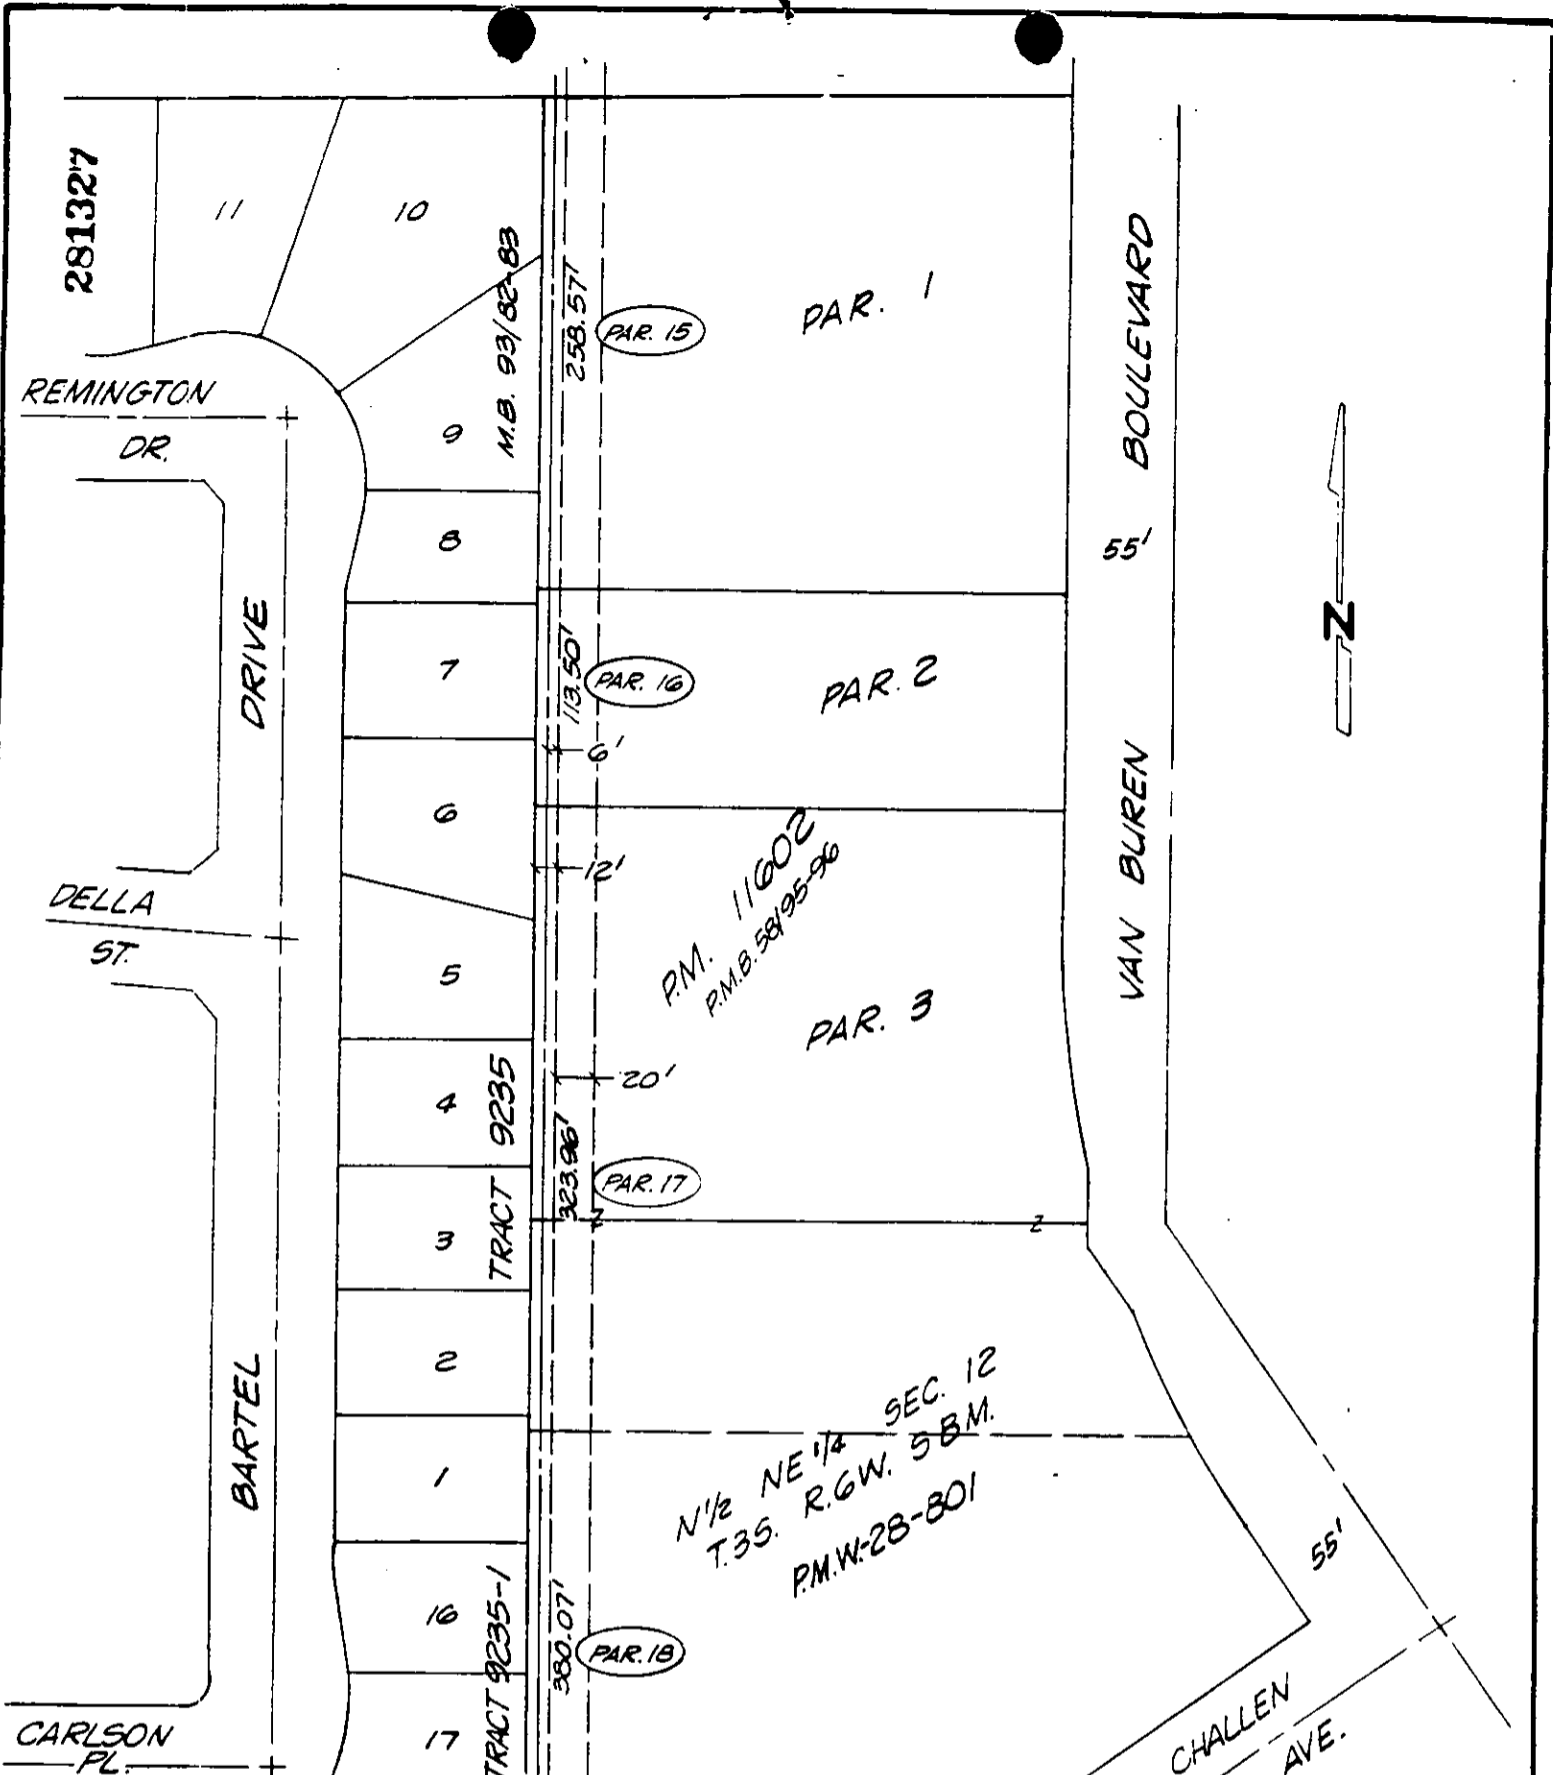 281327
11
10
M.B. 93/82-83
258.57'
PAR. 15
PAR. 1
BOULEVARD
REMINGTON
DR.
9
8
55'
DRIVE
7
113.50'
PAR. 16
PAR. 2
N
6'
6
12'
P.M. 11602
P.M.B. 58/95-96
VAN BUREN
DELLA
ST.
5
PAR. 3
4
TRACT 9235
20'
323.96'
PAR. 17
3
2
BARTEL
1
N 1/2 NE 1/4 SEC. 12
T.3S. R.6W. S B M.
P.M.W.-28-801
55'
16
TRACT 9235-1
380.07'
PAR. 18
17
CARLSON
PL.
CHALLEN
AVE.